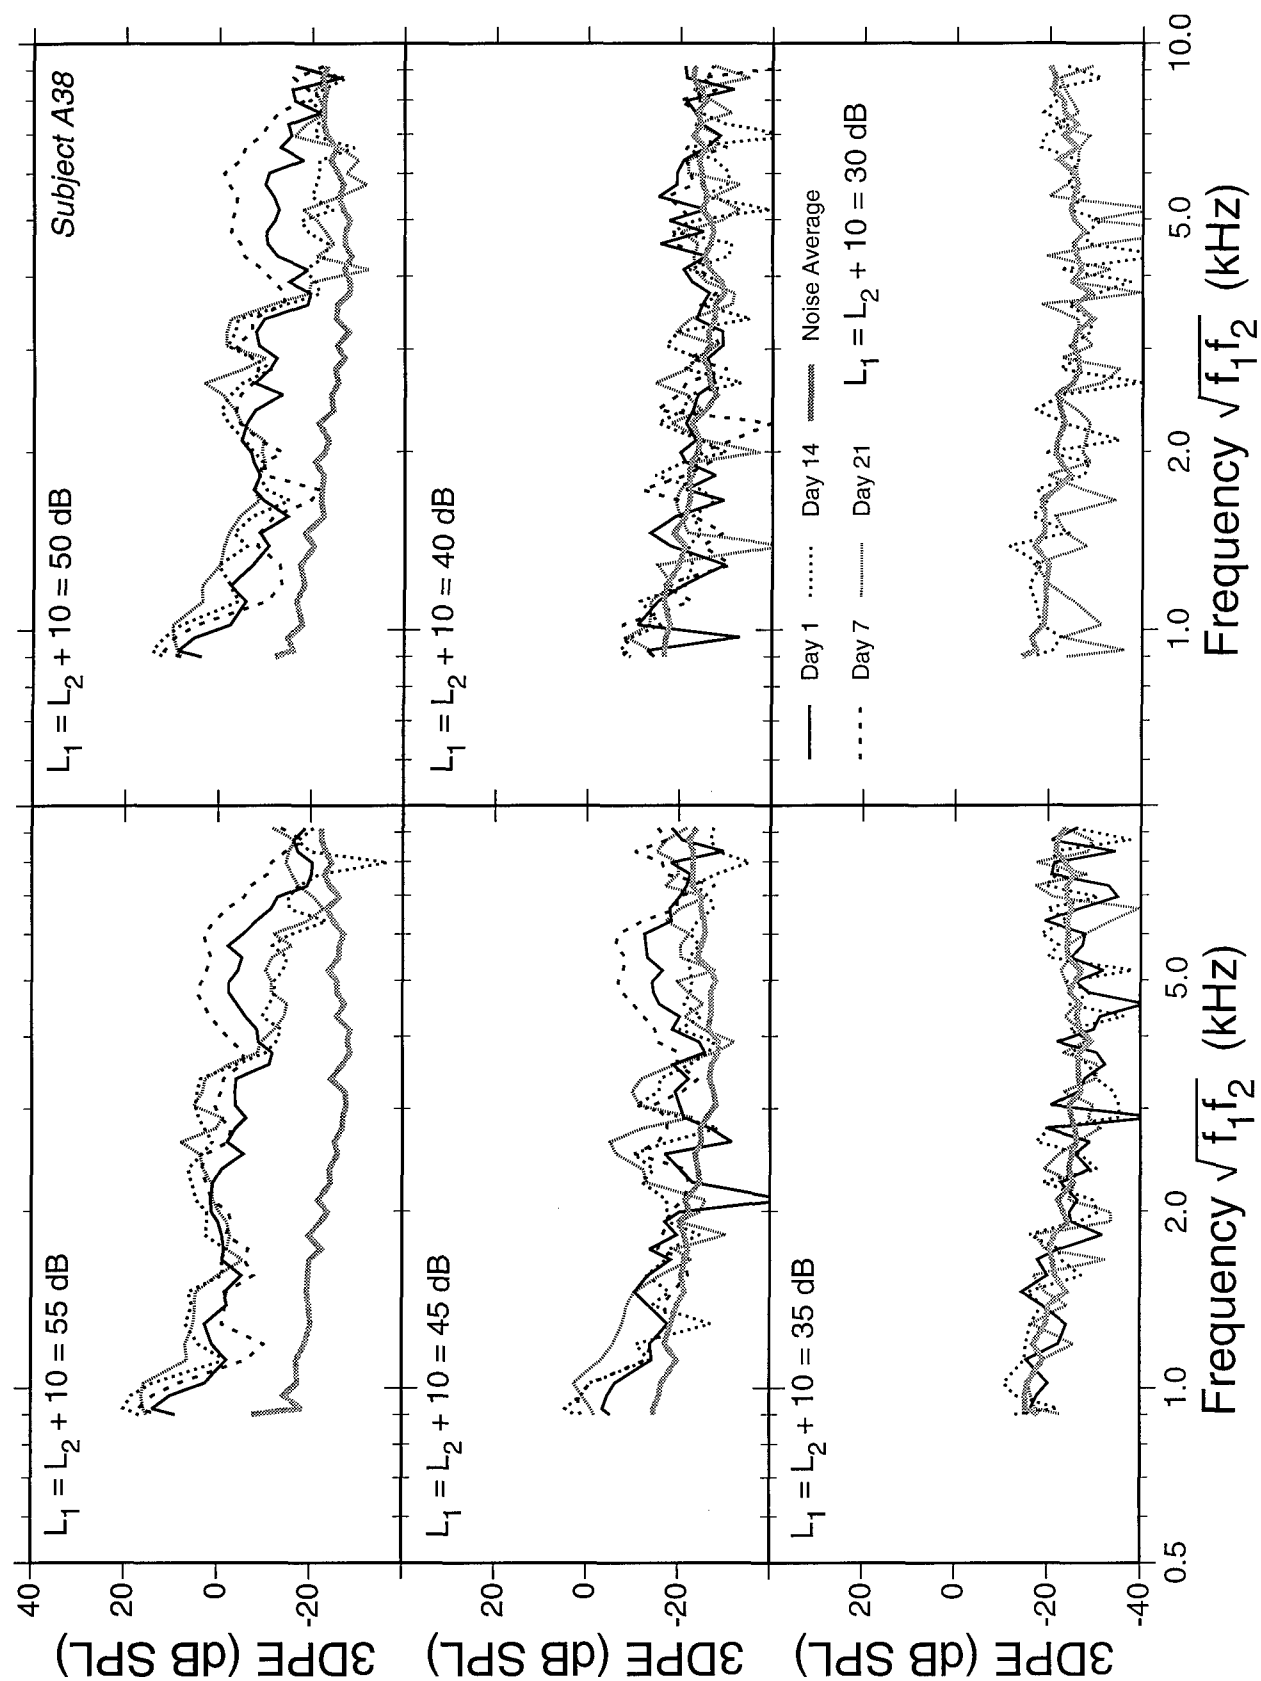 Subject A38
L1 = L2 + 10 = 55 dB
L1 = L2 + 10 = 50 dB
40
20
0
-20
3DPE (dB SPL)
L1 = L2 + 10 = 45 dB
L1 = L2 + 10 = 40 dB
20
0
-20
3DPE (dB SPL)
L1 = L2 + 10 = 35 dB
Day 1 Day 14 Noise Average
Day 7 Day 21 L1 = L2 + 10 = 30 dB
20
0
-20
-40
3DPE (dB SPL)
0.5 1.0 2.0 5.0 1.0 2.0 5.0 10.0
Frequency √f1f2 (kHz) Frequency √f1f2 (kHz)